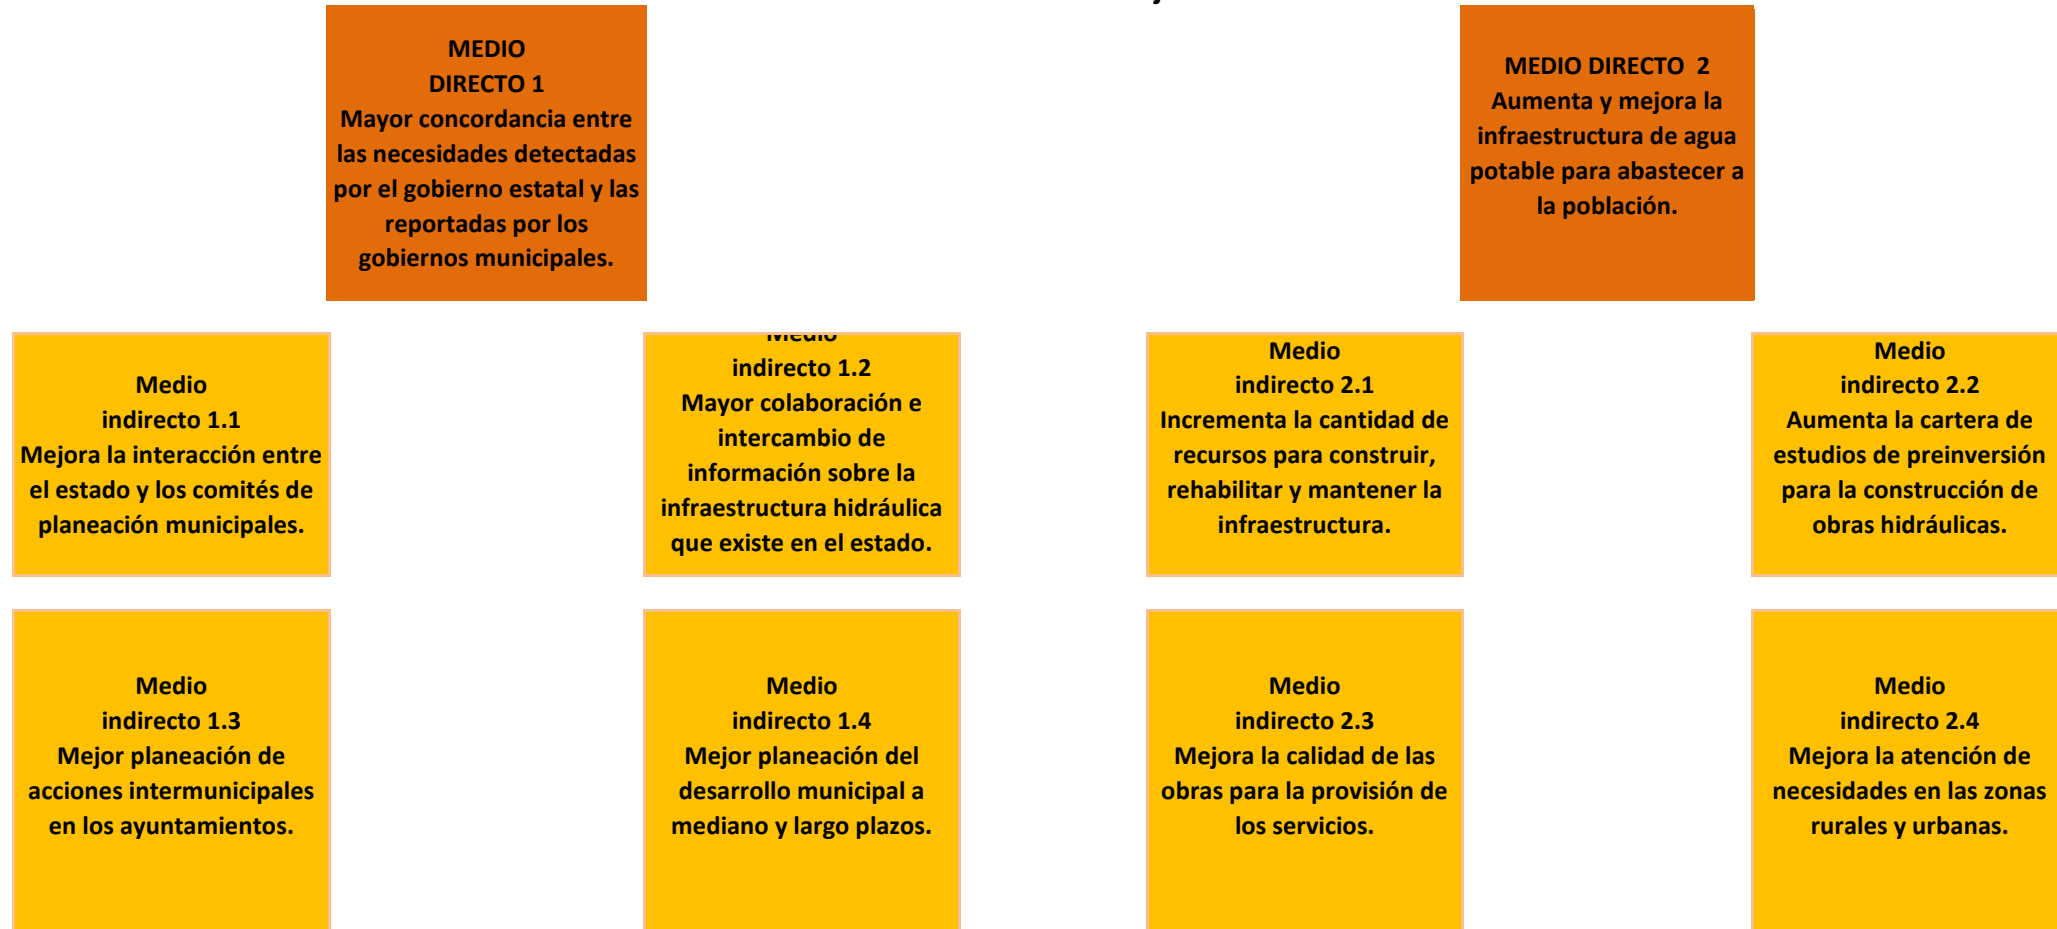 MEDIO
DIRECTO 1
Mayor concordancia entre
las necesidades detectadas
por el gobierno estatal y las
reportadas por los
gobiernos municipales.
MEDIO DIRECTO  2
Aumenta y mejora la
infraestructura de agua
potable para abastecer a
la población.
Medio
indirecto 1.1
Mejora la interacción entre
el estado y los comités de
planeación municipales.
Medio
indirecto 1.2
Mayor colaboración e
intercambio de
información sobre la
infraestructura hidráulica
que existe en el estado.
Medio
indirecto 2.1
Incrementa la cantidad de
recursos para construir,
rehabilitar y mantener la
infraestructura.
Medio
indirecto 2.2
Aumenta la cartera de
estudios de preinversión
para la construcción de
obras hidráulicas.
Medio
indirecto 1.3
Mejor planeación de
acciones intermunicipales
en los ayuntamientos.
Medio
indirecto 1.4
Mejor planeación del
desarrollo municipal a
mediano y largo plazos.
Medio
indirecto 2.3
Mejora la calidad de las
obras para la provisión de
los servicios.
Medio
indirecto 2.4
Mejora la atención de
necesidades en las zonas
rurales y urbanas.